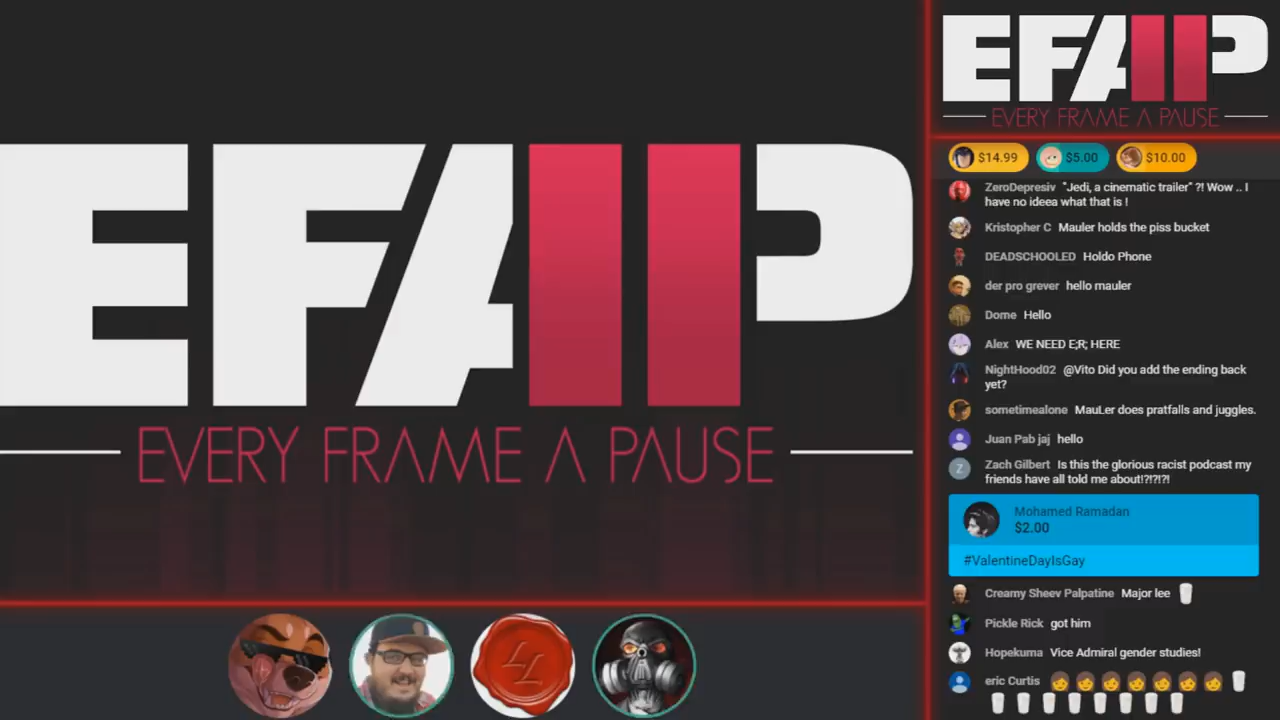 EFAP
EVERY FRAME A PAUSE
LL
EFAP
EVERY FRAME A PAUSE
$14.99 $5.00 $10.00
ZeroDepresiv "Jedi, a cinematic trailer" ?! Wow .. I
have no ideea what that is !
Kristopher C Mauler holds the piss bucket
DEADSCHOOLED Holdo Phone
der pro grever hello mauler
Dome Hello
Alex WE NEED E;R; HERE
NightHood02 @Vito Did you add the ending back
yet?
sometimealone MauLer does pratfalls and juggles.
Juan Pab jaj hello
Z
Zach Gilbert Is this the glorious racist podcast my
friends have all told me about!?!?!?!
Mohamed Ramadan
$2.00
#ValentineDayIsGay
Creamy Sheev Palpatine Major lee 🥛
Pickle Rick got him
Hopekuma Vice Admiral gender studies!
eric Curtis 👩👩👩👩👩👩👩🥛
🥛🥛🥛🥛🥛🥛🥛🥛